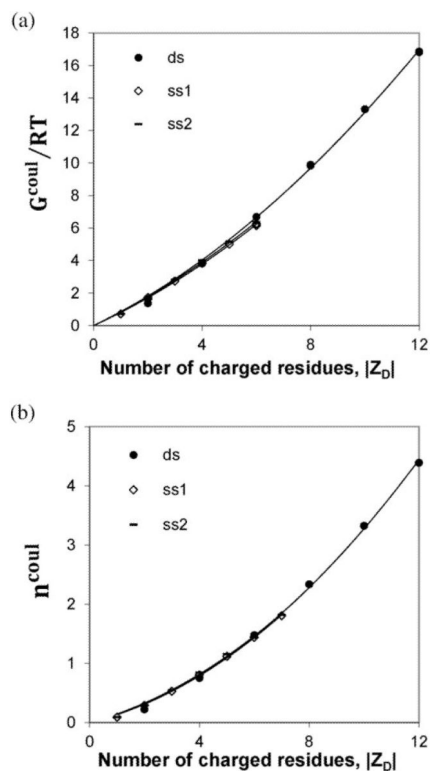 (a)
18
16
14
12
10
8
6
4
2
0
G^coul/RT
● ds
◇ ss1
- ss2
0 4 8 12
Number of charged residues, |Z_D|
(b)
5
4
3
2
1
0
n^coul
● ds
◇ ss1
- ss2
0 4 8 12
Number of charged residues, |Z_D|